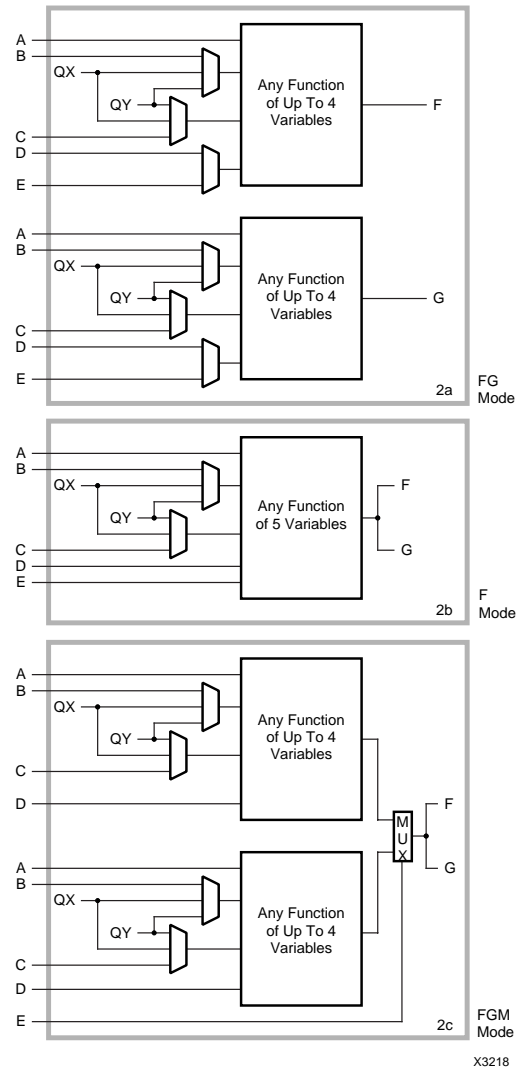 A
B
QX
QY
C
D
E
Any Function
of Up To 4
Variables
F
A
B
QX
QY
C
D
E
Any Function
of Up To 4
Variables
G
2a
FG
Mode
A
B
QX
QY
C
D
E
Any Function
of 5 Variables
F
G
2b
F
Mode
A
B
QX
QY
C
D
Any Function
of Up To 4
Variables
M
U
X
F
G
A
B
QX
QY
C
D
E
Any Function
of Up To 4
Variables
2c
FGM
Mode
X3218